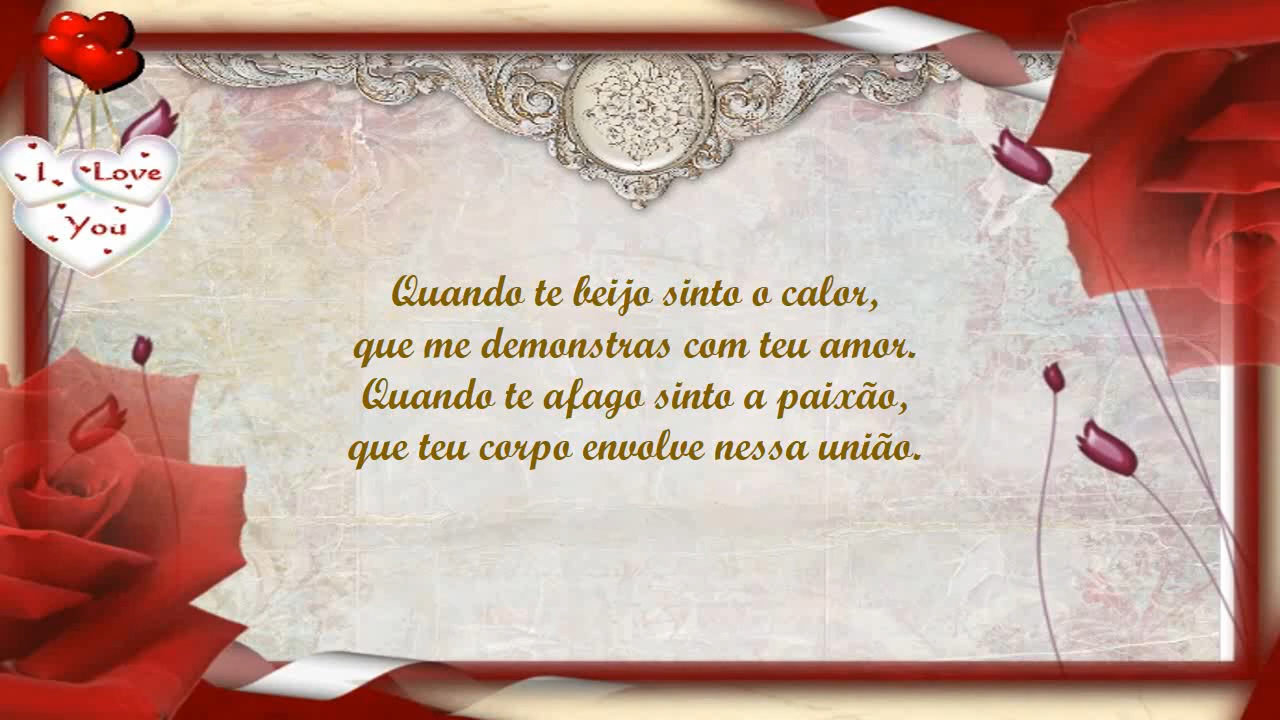 I Love
You
Quando te beijo sinto o calor,
que me demonstras com teu amor.
Quando te afago sinto a paixão,
que teu corpo envolve nessa união.